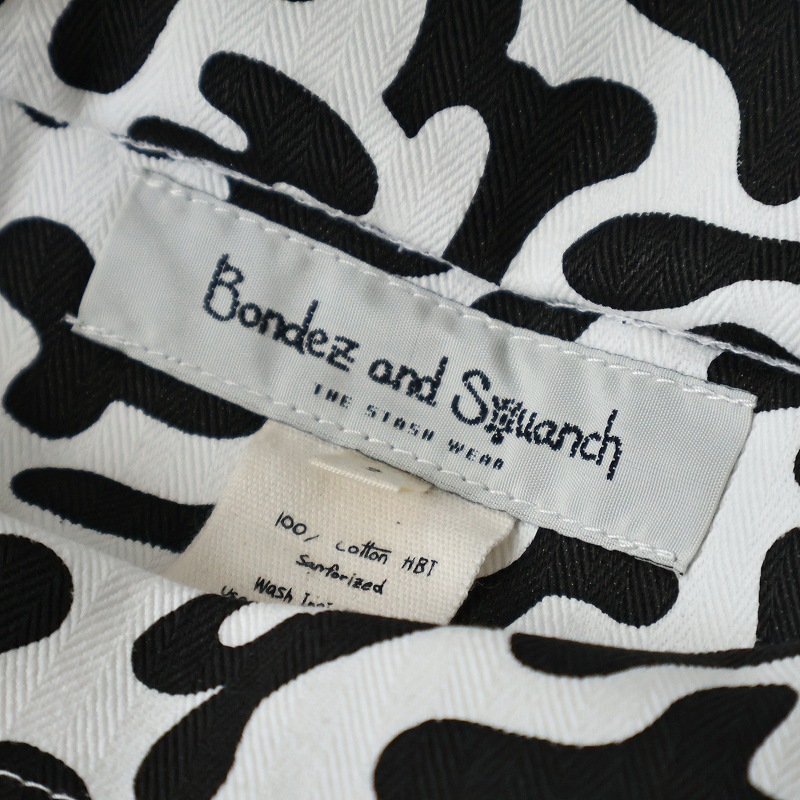 Bondez and Squanch
THE STASH WEAR
100/ Cotton HBT
Sanforized
Wash